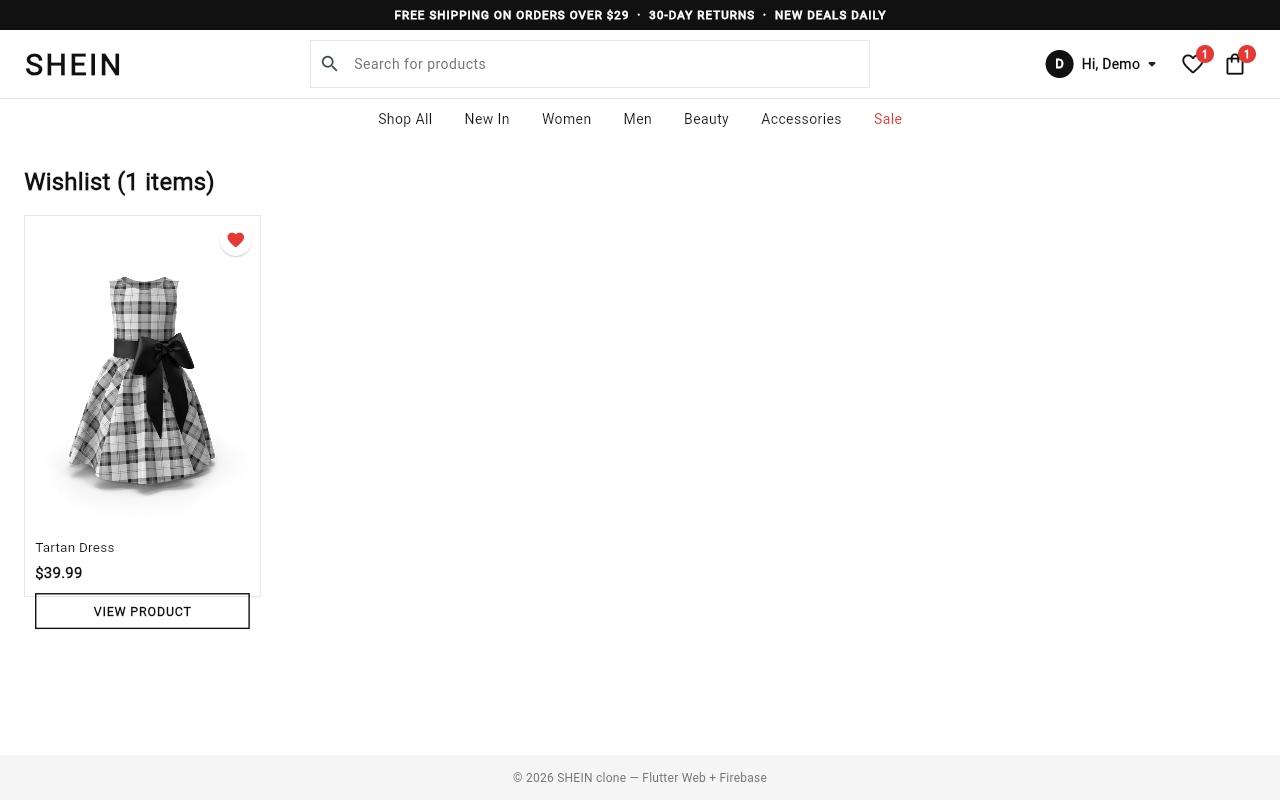 FREE SHIPPING ON ORDERS OVER $29 · 30-DAY RETURNS · NEW DEALS DAILY
SHEIN
Search for products
D
Hi, Demo
1
1
Shop All
New In
Women
Men
Beauty
Accessories
Sale
Wishlist (1 items)
Tartan Dress
$39.99
VIEW PRODUCT
© 2026 SHEIN clone — Flutter Web + Firebase